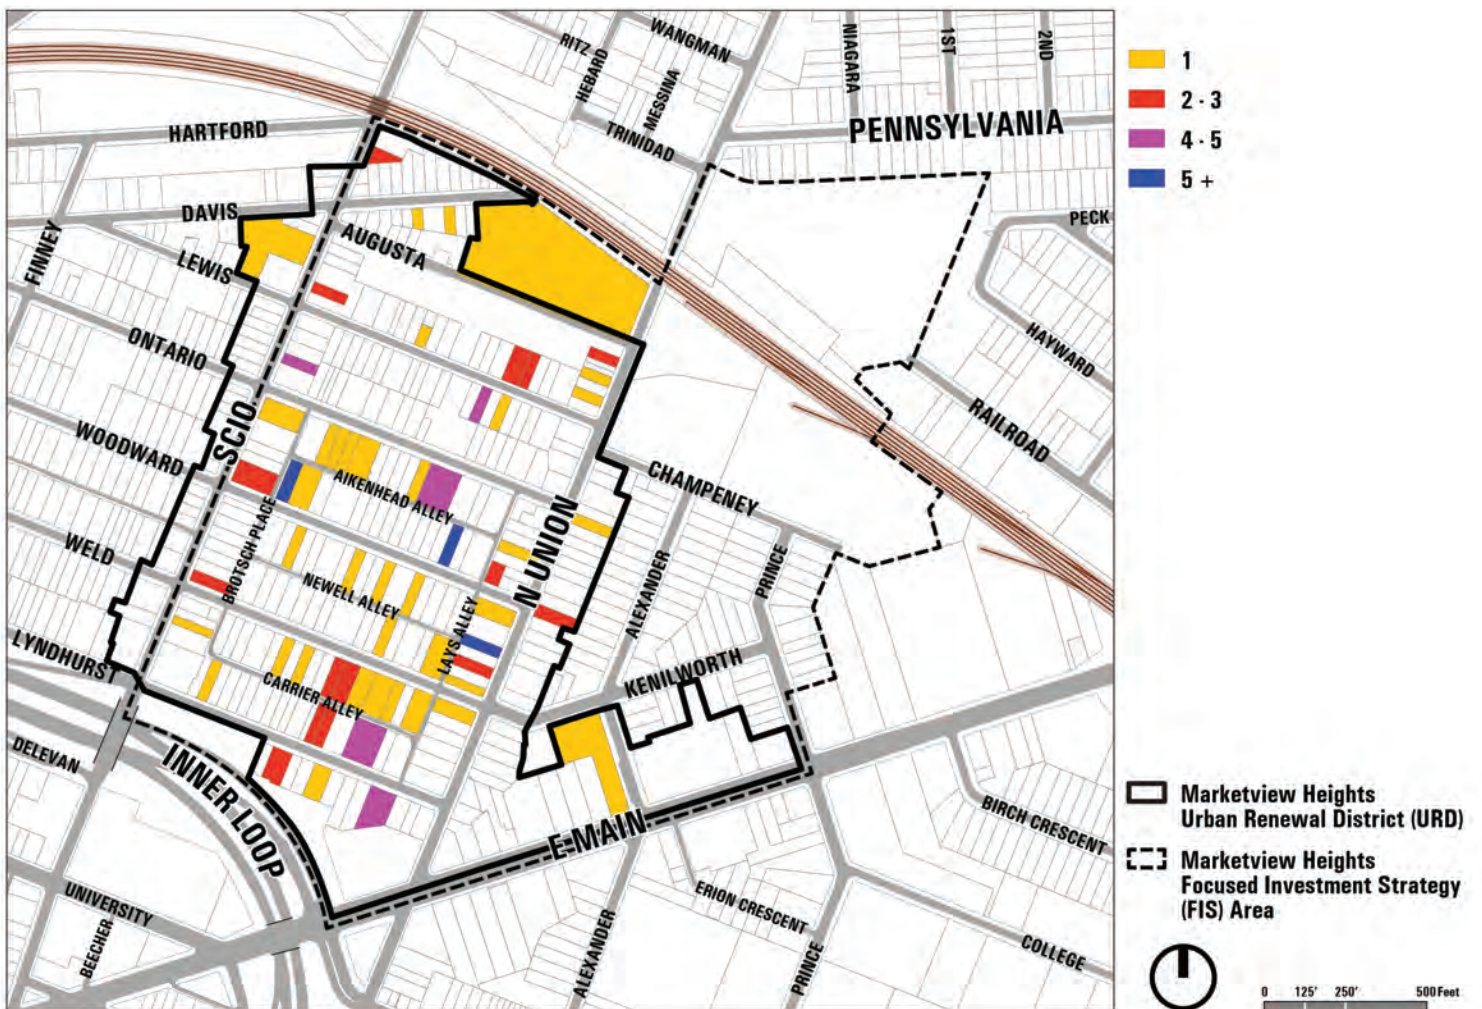 WANGMAN
RITZ
HEBARD
MESSINA
TRINIDAD
NIAGARA
1ST
2ND
PENNSYLVANIA
HARTFORD
DAVIS
FINNEY
LEWIS
AUGUSTA
PECK
HAYWARD
RAILROAD
ONTARIO
SCIO
WOODWARD
AIKENHEAD ALLEY
BROTSCH PLACE
CHAMPENEY
N UNION
ALEXANDER
PRINCE
WELD
NEWELL ALLEY
LAYS ALLEY
LYNDHURST
CARRIER ALLEY
KENILWORTH
DELEVAN
INNER LOOP
E MAIN
BIRCH CRESCENT
UNIVERSITY
BEECHER
ERION CRESCENT
ALEXANDER
PRINCE
COLLEGE
1
2 - 3
4 - 5
5 +
Marketview Heights
Urban Renewal District (URD)
Marketview Heights
Focused Investment Strategy
(FIS) Area
0 125' 250' 500 Feet